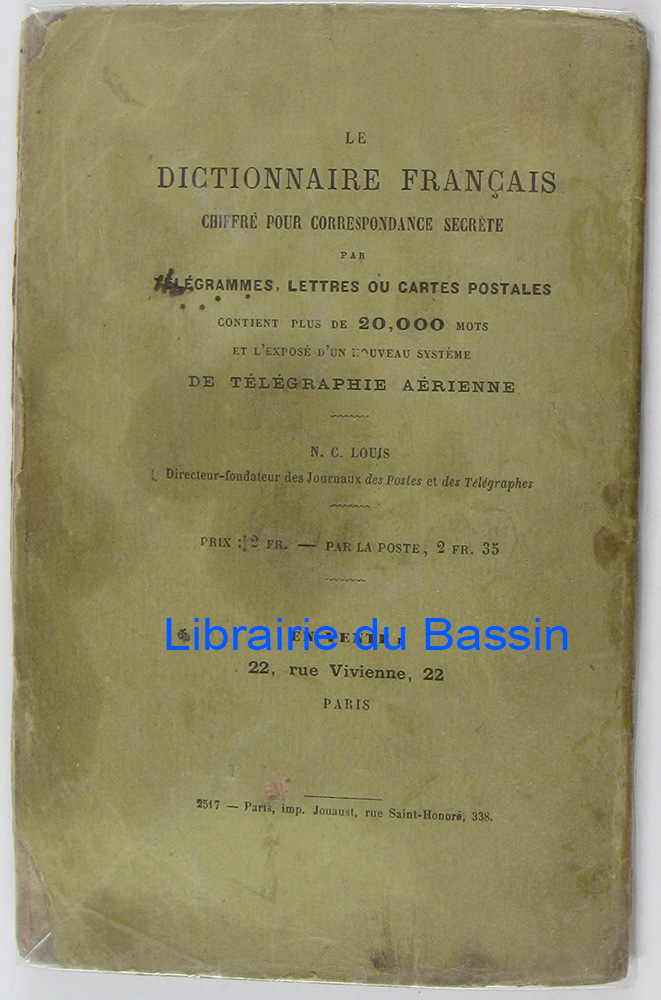 LE
DICTIONNAIRE FRANÇAIS
CHIFFRÉ POUR CORRESPONDANCE SECRÈTE
PAR
TÉLÉGRAMMES, LETTRES OU CARTES POSTALES
CONTIENT PLUS DE 20,000 MOTS
ET L'EXPOSÉ D'UN NOUVEAU SYSTÈME
DE TÉLÉGRAPHIE AÉRIENNE
N. C. LOUIS
Directeur-fondateur des Journaux des Postes et des Télégraphes
PRIX : 2 FR. — PAR LA POSTE, 2 FR. 35
EN VENTE :
Librairie du Bassin
22, rue Vivienne, 22
PARIS
2517 — Paris, imp. Jouaust, rue Saint-Honoré, 338.